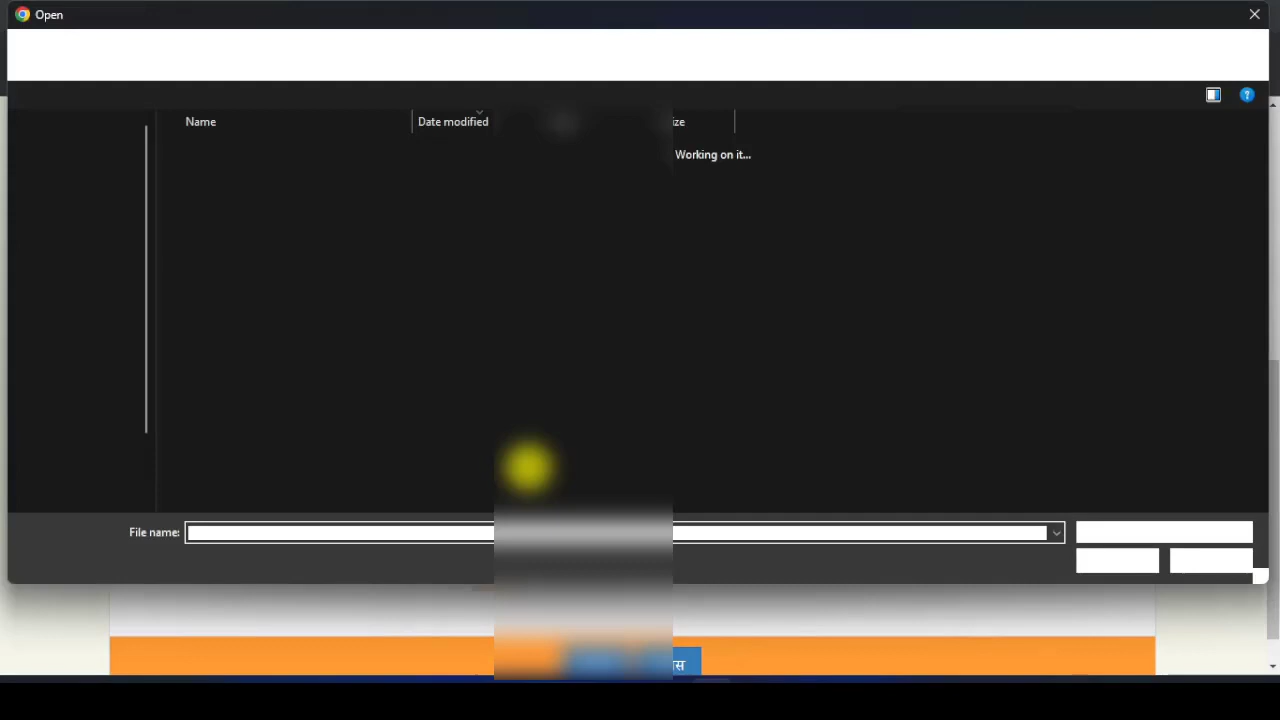 Open
Name
Date modified
ize
Working on it...
File name:
स